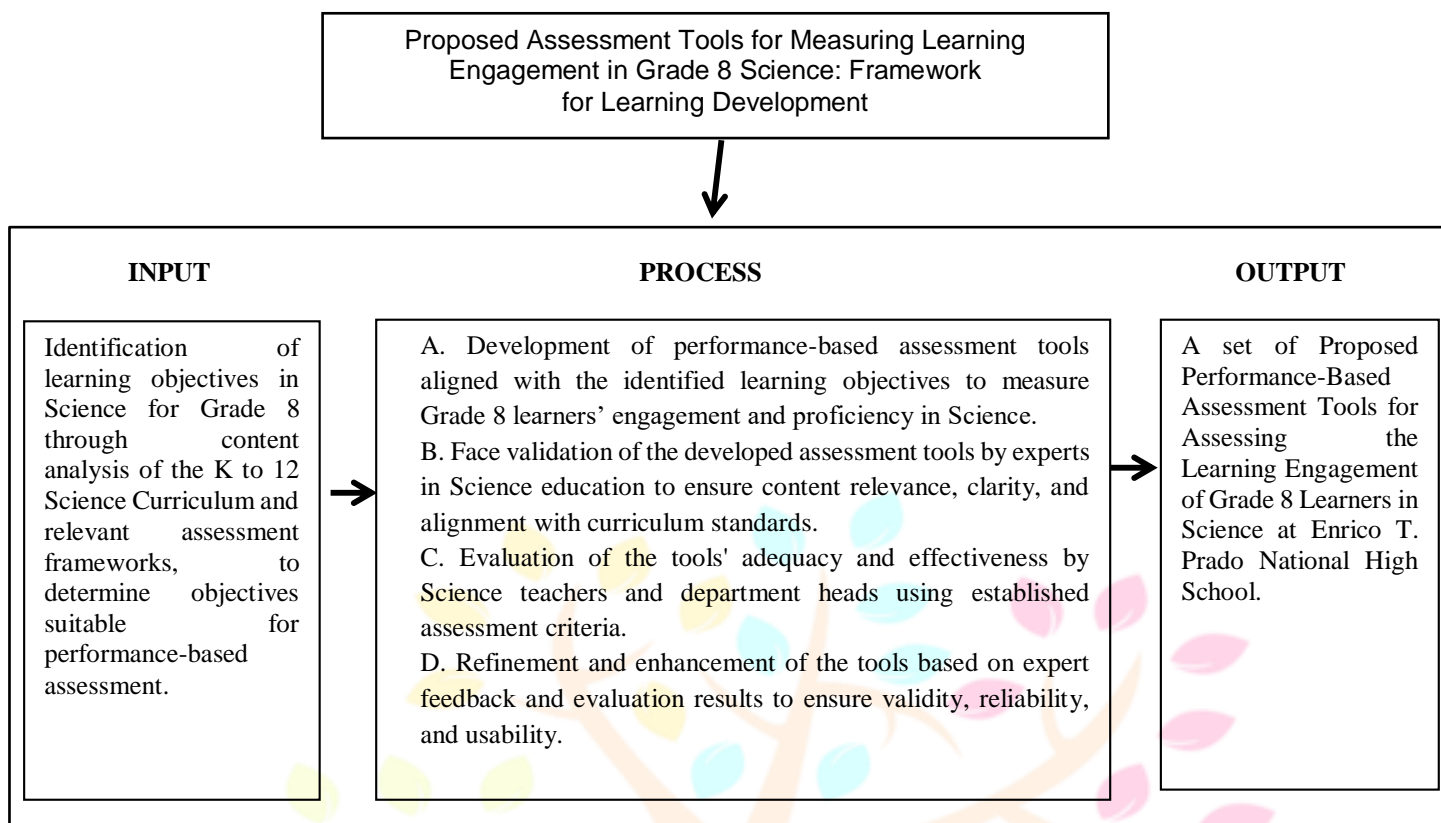 Proposed Assessment Tools for Measuring Learning
Engagement in Grade 8 Science: Framework
for Learning Development
INPUT
Identification of
learning objectives in
Science for Grade 8
through content
analysis of the K to 12
Science Curriculum and
relevant assessment
frameworks, to
determine objectives
suitable for
performance-based
assessment.
PROCESS
A. Development of performance-based assessment tools
aligned with the identified learning objectives to measure
Grade 8 learners’ engagement and proficiency in Science.
B. Face validation of the developed assessment tools by experts
in Science education to ensure content relevance, clarity, and
alignment with curriculum standards.
C. Evaluation of the tools' adequacy and effectiveness by
Science teachers and department heads using established
assessment criteria.
D. Refinement and enhancement of the tools based on expert
feedback and evaluation results to ensure validity, reliability,
and usability.
OUTPUT
A set of Proposed
Performance-Based
Assessment Tools for
Assessing the
Learning Engagement
of Grade 8 Learners in
Science at Enrico T.
Prado National High
School.